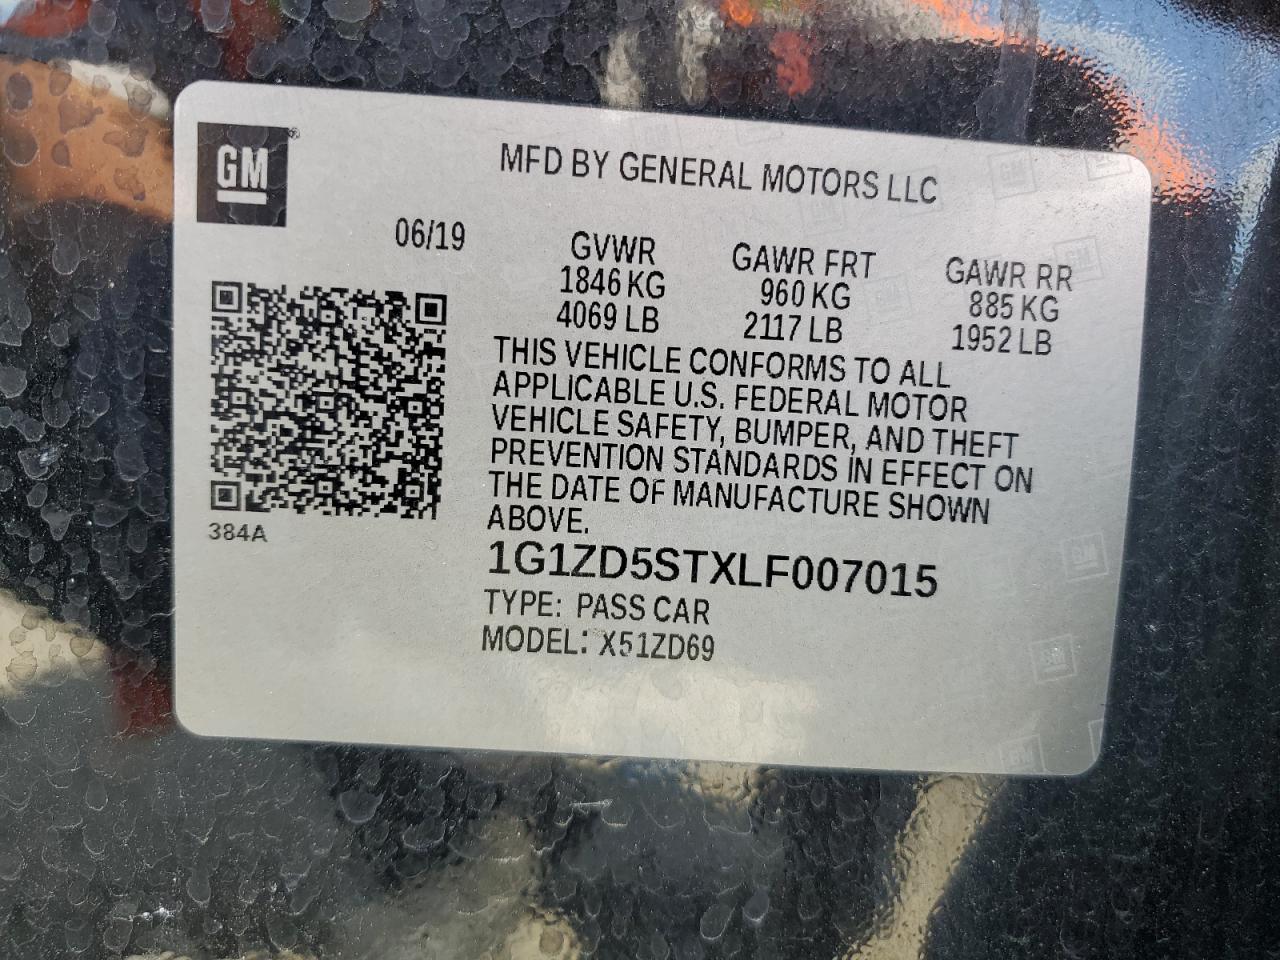 GM
MFD BY GENERAL MOTORS LLC
06/19
GVWR GAWR FRT GAWR RR
1846 KG 960 KG 885 KG
4069 LB 2117 LB 1952 LB
THIS VEHICLE CONFORMS TO ALL
APPLICABLE U.S. FEDERAL MOTOR
VEHICLE SAFETY, BUMPER, AND THEFT
PREVENTION STANDARDS IN EFFECT ON
THE DATE OF MANUFACTURE SHOWN
ABOVE.
384A
1G1ZD5STXLF007015
TYPE: PASS CAR
MODEL: X51ZD69